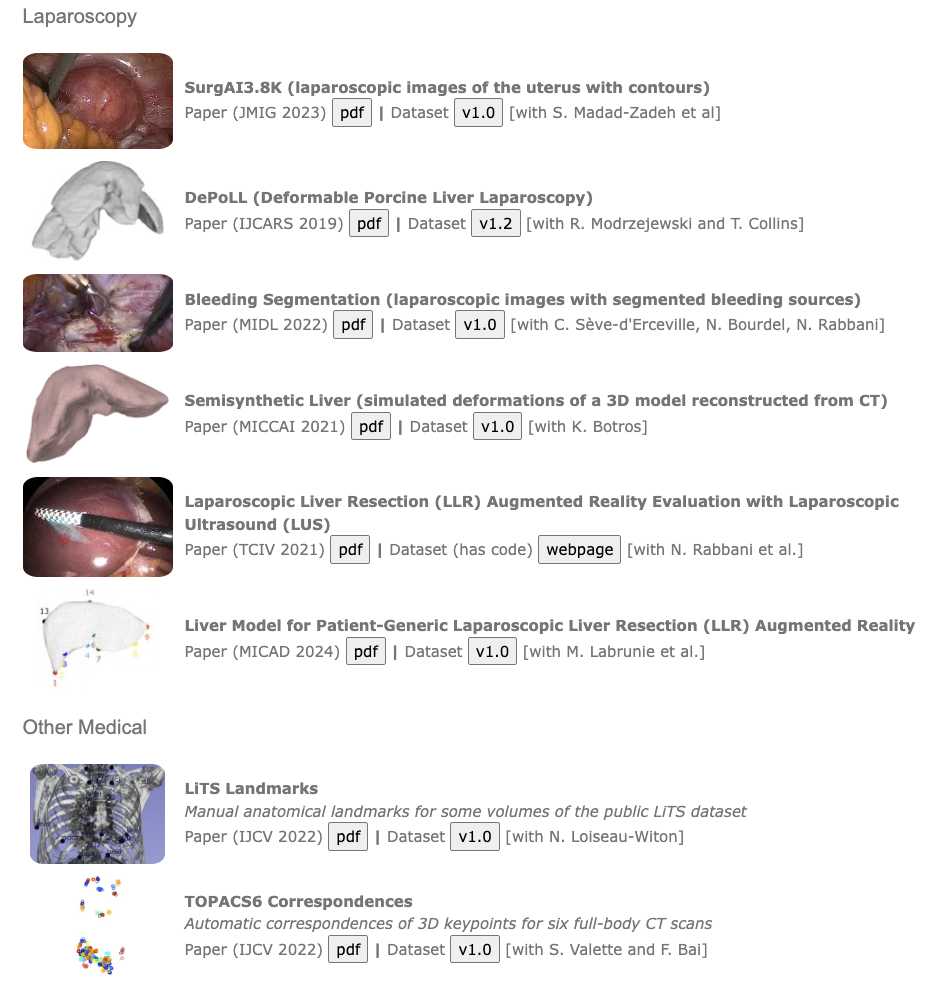 Laparoscopy
SurgAI3.8K (laparoscopic images of the uterus with contours)
Paper (JMIG 2023) pdf | Dataset v1.0 [with S. Madad-Zadeh et al]
DePoLL (Deformable Porcine Liver Laparoscopy)
Paper (IJCARS 2019) pdf | Dataset v1.2 [with R. Modrzejewski and T. Collins]
Bleeding Segmentation (laparoscopic images with segmented bleeding sources)
Paper (MIDL 2022) pdf | Dataset v1.0 [with C. Sève-d'Erceville, N. Bourdel, N. Rabbani]
Semisynthetic Liver (simulated deformations of a 3D model reconstructed from CT)
Paper (MICCAI 2021) pdf | Dataset v1.0 [with K. Botros]
Laparoscopic Liver Resection (LLR) Augmented Reality Evaluation with Laparoscopic
Ultrasound (LUS)
Paper (TCIV 2021) pdf | Dataset (has code) webpage [with N. Rabbani et al.]
14
13
9
6
8
4
7
3
2
1
Liver Model for Patient-Generic Laparoscopic Liver Resection (LLR) Augmented Reality
Paper (MICAD 2024) pdf | Dataset v1.0 [with M. Labrunie et al.]
Other Medical
LiTS Landmarks
Manual anatomical landmarks for some volumes of the public LiTS dataset
Paper (IJCV 2022) pdf | Dataset v1.0 [with N. Loiseau-Witon]
TOPACS6 Correspondences
Automatic correspondences of 3D keypoints for six full-body CT scans
Paper (IJCV 2022) pdf | Dataset v1.0 [with S. Valette and F. Bai]